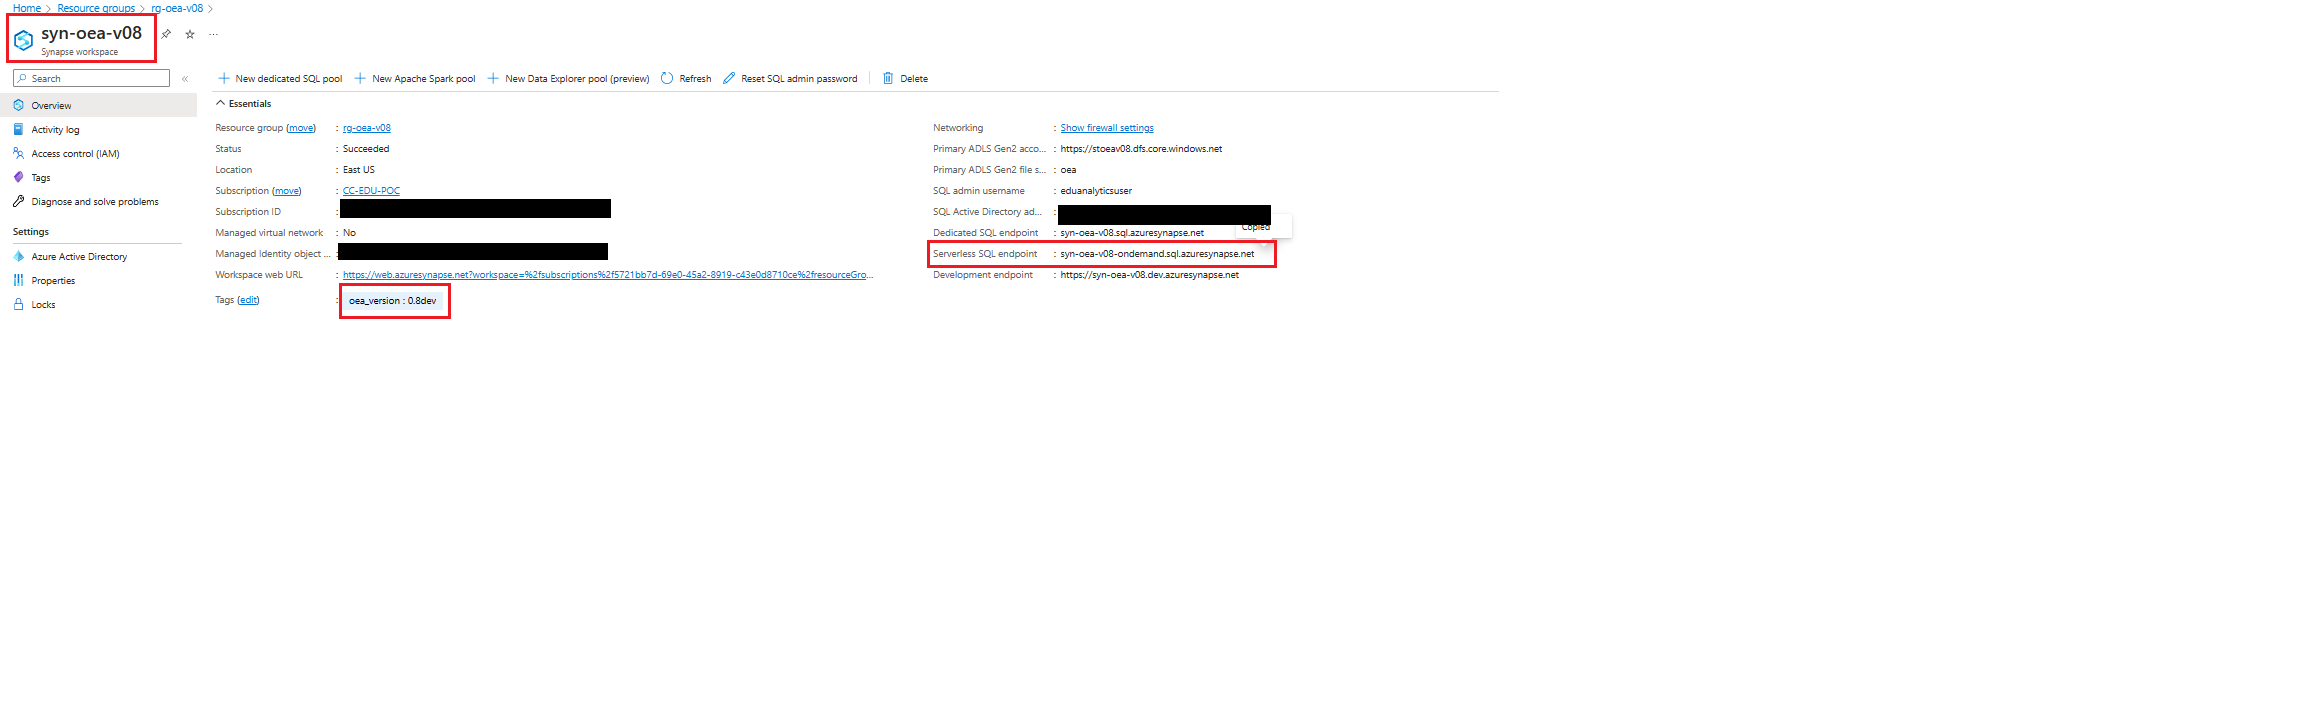 Home > Resource groups > rg-oea-v08 >
syn-oea-v08
Synapse workspace
Search
Overview
Activity log
Access control (IAM)
Tags
Diagnose and solve problems
Settings
Azure Active Directory
Properties
Locks
New dedicated SQL pool New Apache Spark pool New Data Explorer pool (preview) Refresh Reset SQL admin password Delete
Essentials
Resource group (move) : rg-oea-v08
Status : Succeeded
Location : East US
Subscription (move) : CC-EDU-POC
Subscription ID :
Managed virtual network : No
Managed Identity object ... :
Workspace web URL : https://web.azuresynapse.net?workspace=%2fsubscriptions%2f5721bb7d-69e0-45a2-8919-c43e0d8710ce%2fresourceGro...
Tags (edit) : oea_version : 0.8dev
Networking : Show firewall settings
Primary ADLS Gen2 acco... : https://stoeav08.dfs.core.windows.net
Primary ADLS Gen2 file s... : oea
SQL admin username : eduanalyticsuser
SQL Active Directory ad... :
Copied
Dedicated SQL endpoint : syn-oea-v08.sql.azuresynapse.net
Serverless SQL endpoint : syn-oea-v08-ondemand.sql.azuresynapse.net
Development endpoint : https://syn-oea-v08.dev.azuresynapse.net